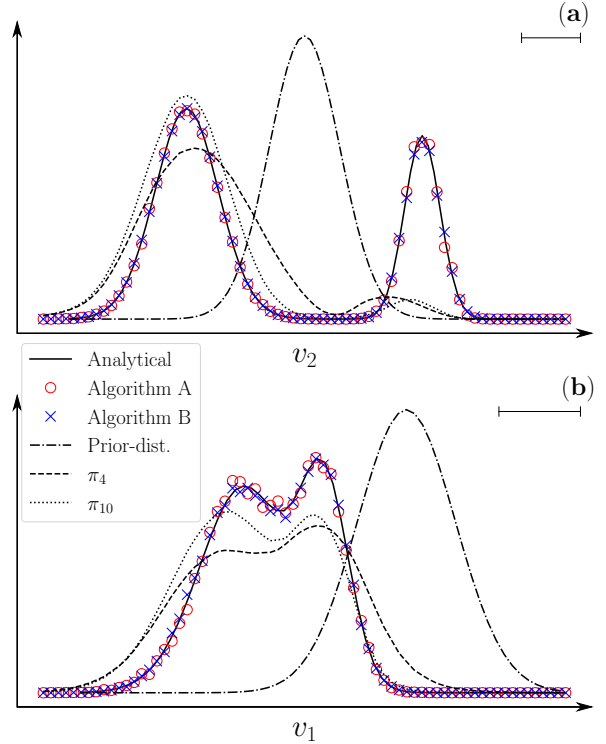 (a)
v₂
Analytical
Algorithm A
Algorithm B
Prior-dist.
π₄
π₁₀
(b)
v₁